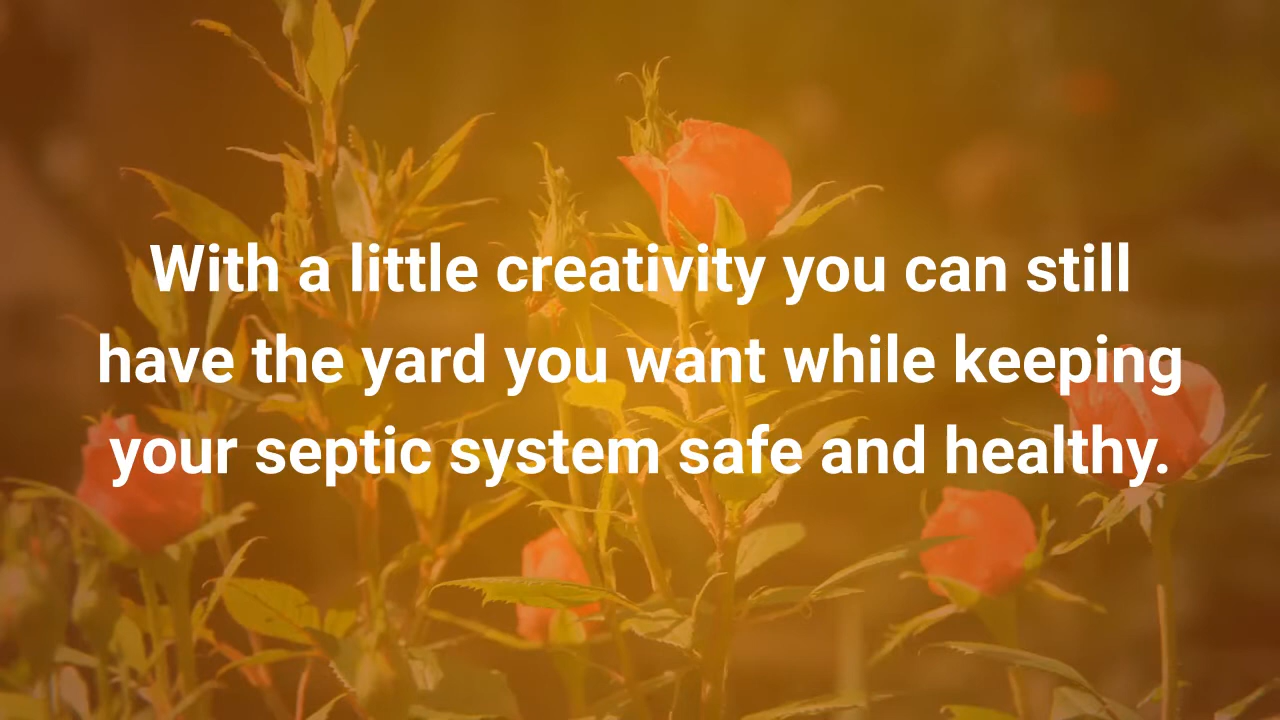 With a little creativity you can still
have the yard you want while keeping
your septic system safe and healthy.